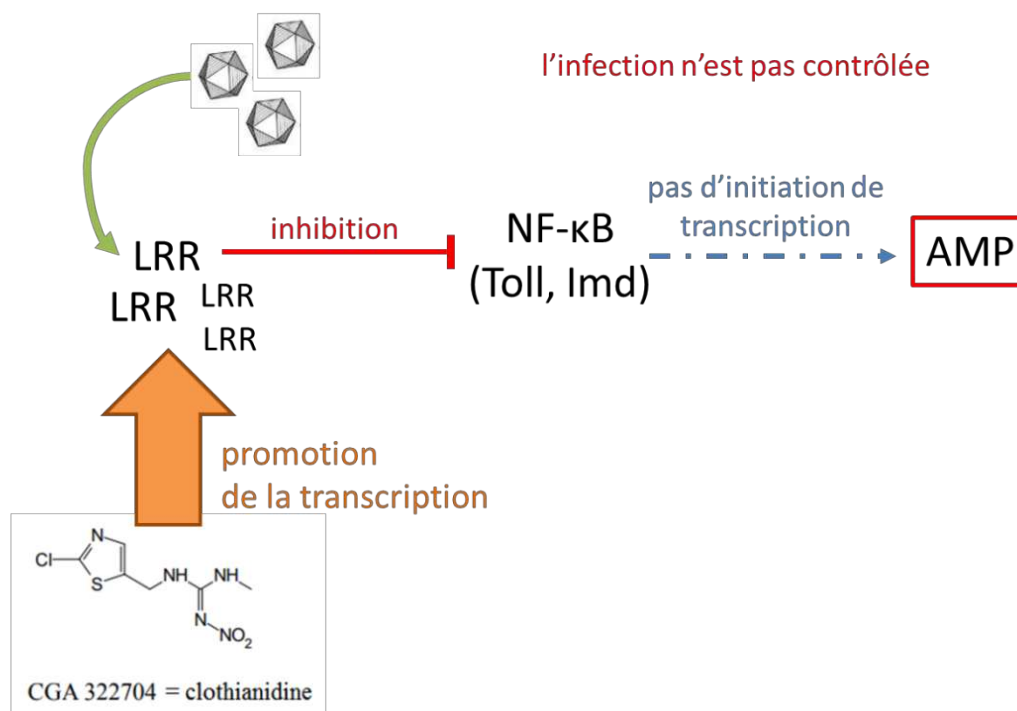 l'infection n'est pas contrôlée
pas d'initiation de
transcription
inhibition
NF-κB
(Toll, Imd)
AMP
LRR
LRR
LRR
LRR
promotion
de la transcription
N
Cl
S
NH
NH
N
NO2
CGA 322704 = clothianidine